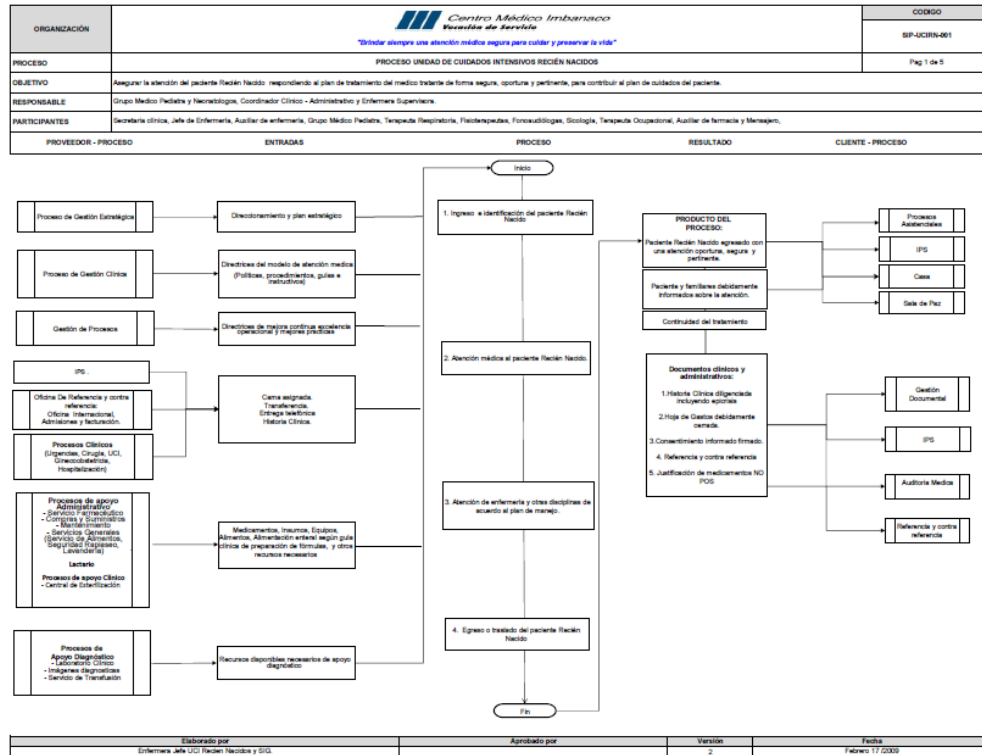 ORGANIZACIÓN
Centro Médico Imbanaco
Vocación de Servicio
"Brindar siempre una atención médica segura para cuidar y preservar la vida"
CODIGO
SIP-UCIRN-001
PROCESO
PROCESO UNIDAD DE CUIDADOS INTENSIVOS RECIÉN NACIDOS
Pag 1 de 5
OBJETIVO
Asegurar la atención del paciente Recién Nacido respondiendo al plan de tratamiento del medico tratante de forma segura, oportuna y pertinente, para contribuir al plan de cuidados del paciente.
RESPONSABLE
Grupo Medico Pediatra y Neonatologos, Coordinador Clínico - Administrativo y Enfermera Supervisora.
PARTICIPANTES
Secretaria clínica, Jefe de Enfermería, Auxiliar de enfermería, Grupo Médico Pediatra, Terapeuta Respiratoria, Fisioterapeutas, Fonoaudiólogas, Sicología, Terapeuta Ocupacional, Auxiliar de farmacia y Mensajero,
PROVEEDOR - PROCESO
ENTRADAS
PROCESO
RESULTADO
CLIENTE - PROCESO
Proceso de Gestión Estratégica
Proceso de Gestión Clínica
Gestión de Procesos
IPS .
Oficina De Referencia y contra
referencia:
Oficina Internacional,
Admisiones y facturación.
Procesos Clínicos
(Urgencias, Cirugía, UCI,
Ginecoobstetricia,
Hospitalización)
Procesos de apoyo
Administrativo
- Servicio Farmacéutico
- Compras y Suministros
- Mantenimiento
- Servicios Generales
(Servicio de Alimentos,
Seguridad Rapiaseo,
Lavandería)
Lactario
Procesos de apoyo Clínico
- Central de Esterilización
Procesos de
Apoyo Diagnóstico
- Laboratorio Clínico
- Imágenes diagnosticas
- Servicio de Transfusión
Direccionamiento y plan estratégico
Directrices del modelo de atención medica
(Políticas, procedimientos, guías e
instructivos)
Directrices de mejora continua excelencia
operacional y mejores prácticas
Cama asignada.
Transferencia.
Entrega telefónica
Historia Clínica.
Medicamentos, Insumos, Equipos,
Alimentos, Alimentación enteral según guía
clínica de preparación de fórmulas, y otros
recursos necesarios
Recursos disponibles necesarios de apoyo
diagnóstico
Inicio
1. Ingreso e identificación del paciente Recién
Nacido
2. Atención médica al paciente Recién Nacido.
3. Atención de enfermería y otras disciplinas de
acuerdo al plan de manejo.
4. Egreso o traslado del paciente Recién
Nacido
Fin
PRODUCTO DEL
PROCESO:
Paciente Recién Nacido egresado con
una atención oportuna, segura y
pertinente.
Paciente y familiares debidamente
informados sobre la atención.
Continuidad del tratamiento
Documentos clínicos y
administrativos:
1.Historia Clínica diligenciada
incluyendo epicrisis
2.Hoja de Gastos debidamente
cerrada.
3.Consentimiento informado firmado.
4. Referencia y contra referencia
5. Justificación de medicamentos NO
POS
Procesos
Asistenciales
IPS
Casa
Sala de Paz
Gestión
Documental
IPS
Auditoria Medica
Referencia y contra
referencia
Elaborado por
Aprobado por
Versión
Fecha
Enfermera Jefe UCI Recien Nacidos y SIG.
2
Febrero 17 /2009